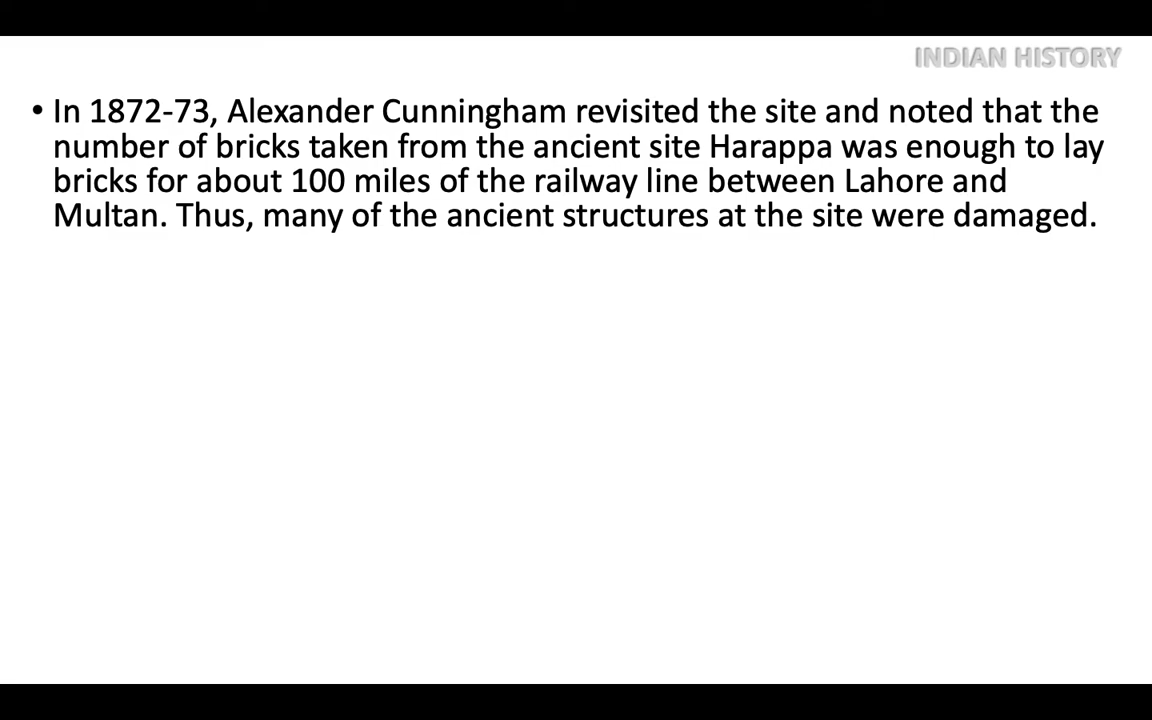 INDIAN HISTORY
• In 1872-73, Alexander Cunningham revisited the site and noted that the
number of bricks taken from the ancient site Harappa was enough to lay
bricks for about 100 miles of the railway line between Lahore and
Multan. Thus, many of the ancient structures at the site were damaged.